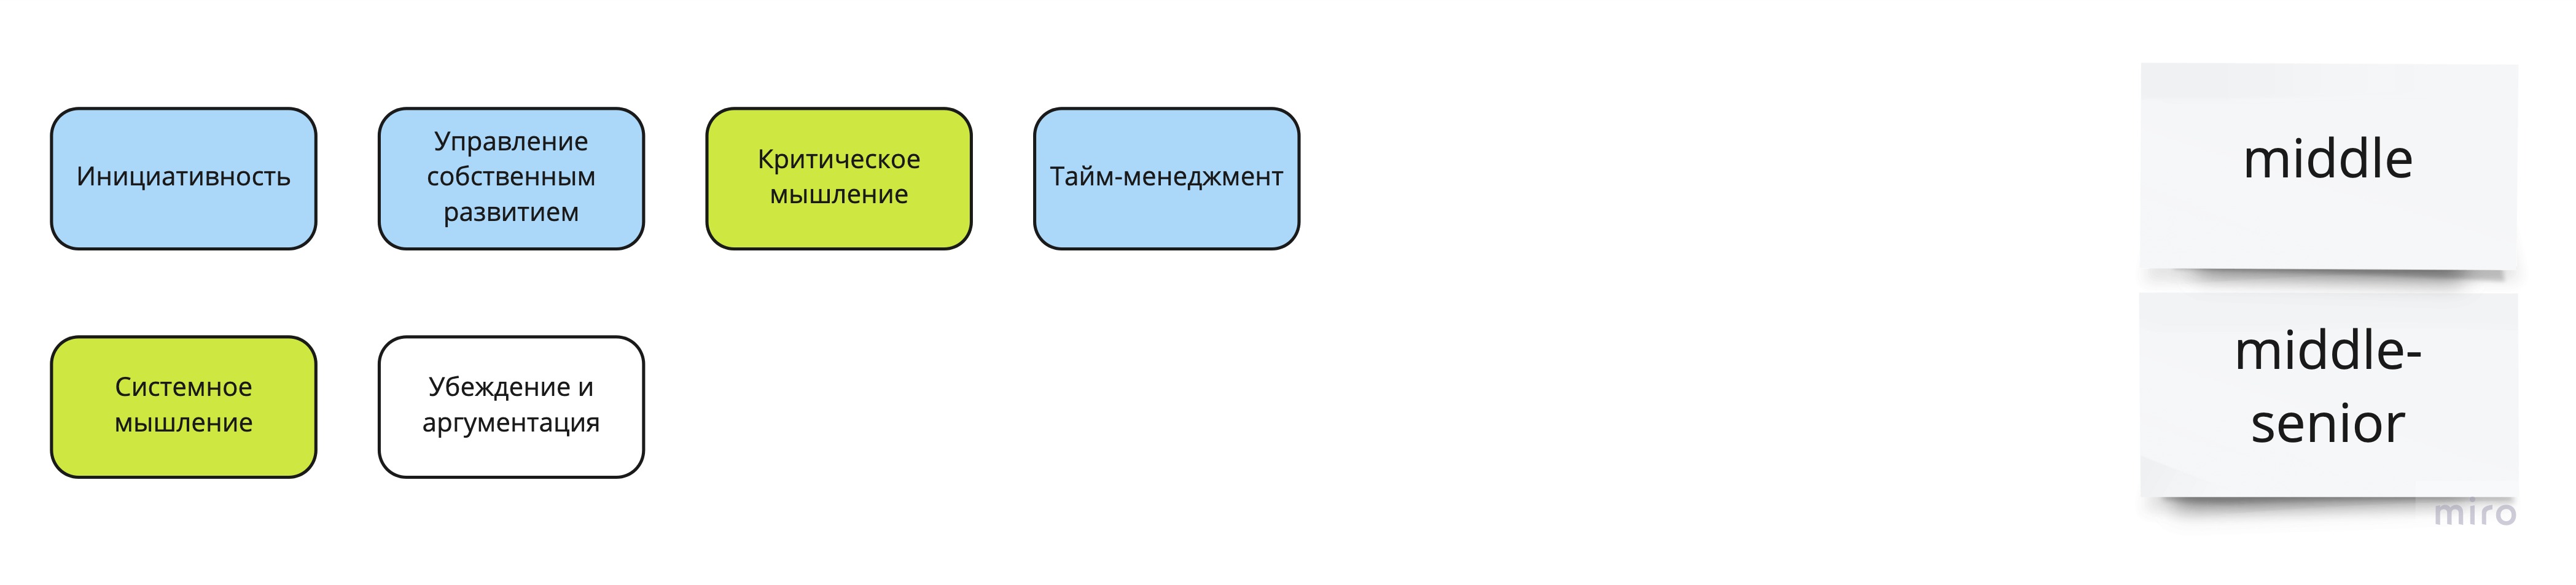 Инициативность
Управление
собственным
развитием
Критическое
мышление
Тайм-менеджмент
middle
Системное
мышление
Убеждение и
аргументация
middle-
senior
miro